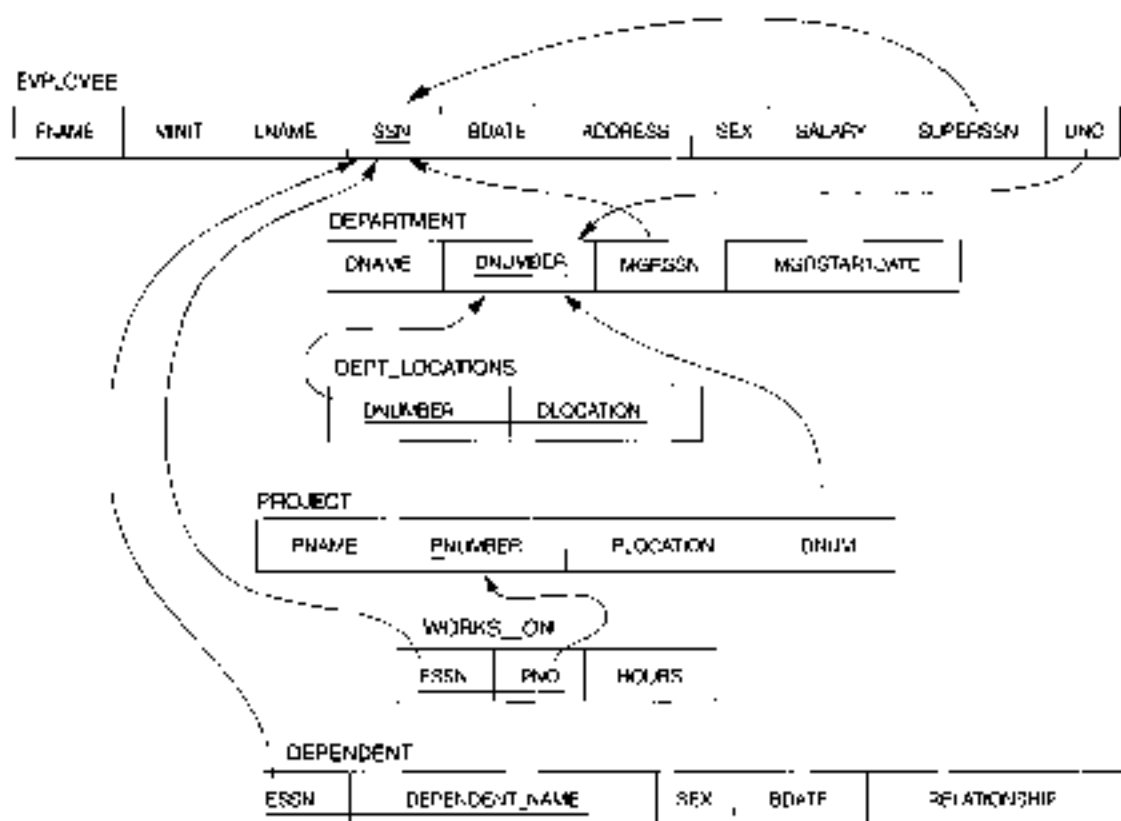 EMPLOYEE
FNAME MINIT LNAME SSN BDATE ADDRESS SEX SALARY SUPERSSN DNO
DEPARTMENT
DNAME DNUMBER MGRSSN MGRSTARTDATE
DEPT_LOCATIONS
DNUMBER DLOCATION
PROJECT
PNAME PNUMBER PLOCATION DNUM
WORKS_ON
ESSN PNO HOURS
DEPENDENT
ESSN DEPENDENT_NAME SEX BDATE RELATIONSHIP